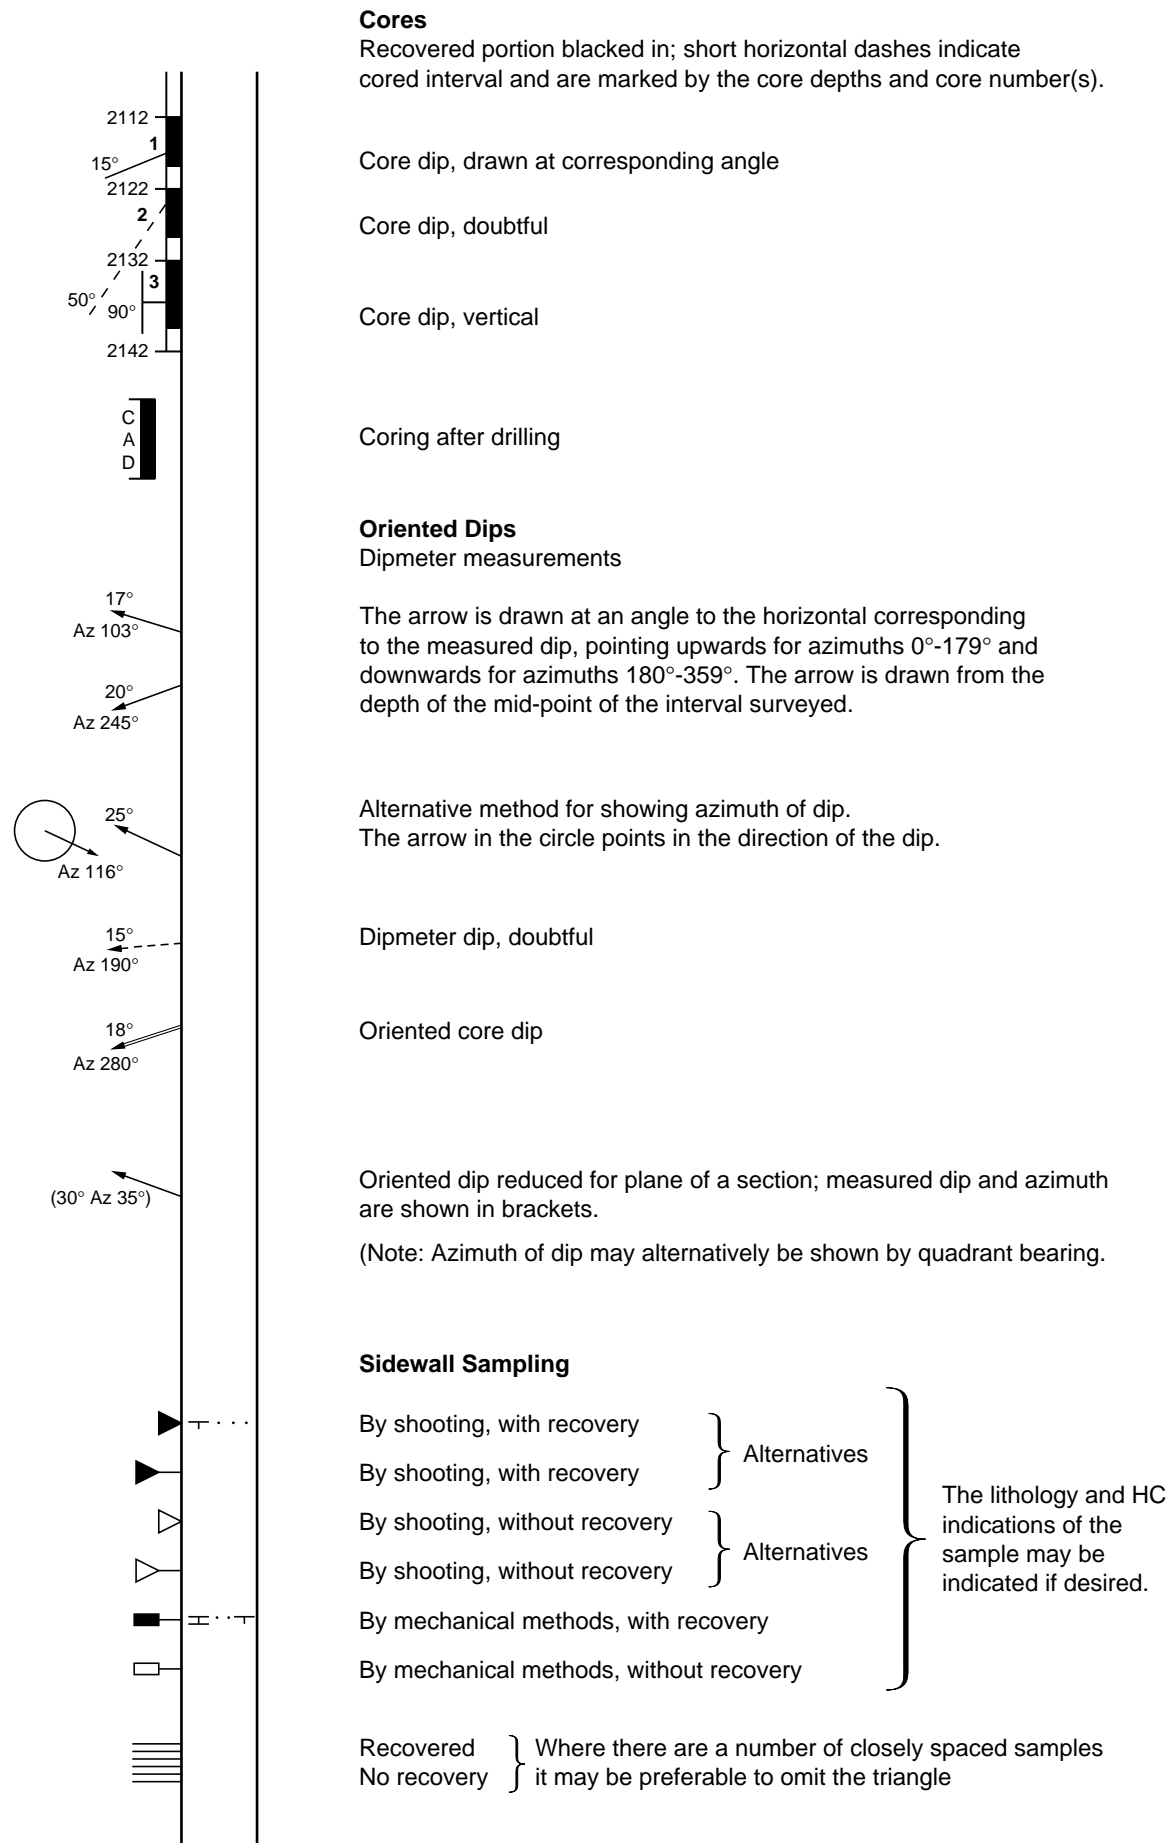 Cores
Recovered portion blacked in; short horizontal dashes indicate
cored interval and are marked by the core depths and core number(s).
2112
1
15°
Core dip, drawn at corresponding angle
2122
2
Core dip, doubtful
2132
3
50°
90°
Core dip, vertical
2142
C
A
D
Coring after drilling
Oriented Dips
Dipmeter measurements
17°
Az 103°
The arrow is drawn at an angle to the horizontal corresponding
to the measured dip, pointing upwards for azimuths 0°-179° and
downwards for azimuths 180°-359°. The arrow is drawn from the
depth of the mid-point of the interval surveyed.
20°
Az 245°
25°
Az 116°
Alternative method for showing azimuth of dip.
The arrow in the circle points in the direction of the dip.
15°
Az 190°
Dipmeter dip, doubtful
18°
Az 280°
Oriented core dip
(30° Az 35°)
Oriented dip reduced for plane of a section; measured dip and azimuth
are shown in brackets.
(Note: Azimuth of dip may alternatively be shown by quadrant bearing.
Sidewall Sampling
By shooting, with recovery
By shooting, with recovery
Alternatives
By shooting, without recovery
By shooting, without recovery
Alternatives
By mechanical methods, with recovery
By mechanical methods, without recovery
The lithology and HC
indications of the
sample may be
indicated if desired.
Recovered
No recovery
Where there are a number of closely spaced samples
it may be preferable to omit the triangle